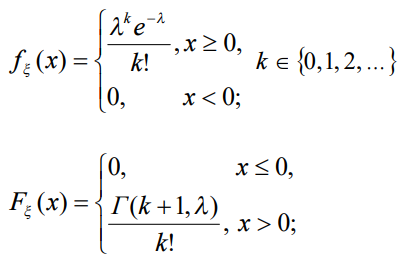 f_ξ(x) = { λ^k e^{-λ} / k!, x ≥ 0, k ∈ {0,1,2,...}
0, x < 0;
F_ξ(x) = { 0, x ≤ 0,
Γ(k+1,λ) / k!, x > 0;